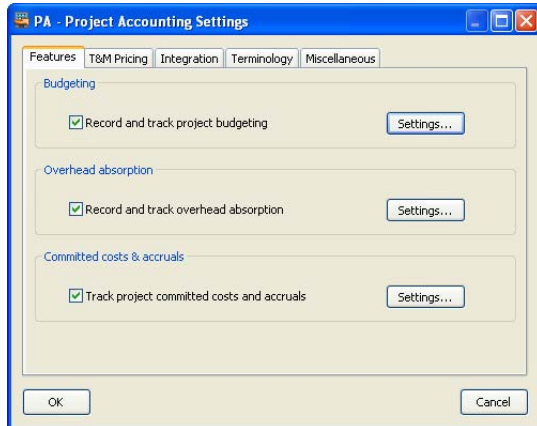 PA - Project Accounting Settings
Features T&M Pricing Integration Terminology Miscellaneous
Budgeting
Record and track project budgeting Settings...
Overhead absorption
Record and track overhead absorption Settings...
Committed costs & accruals
Track project committed costs and accruals Settings...
OK Cancel